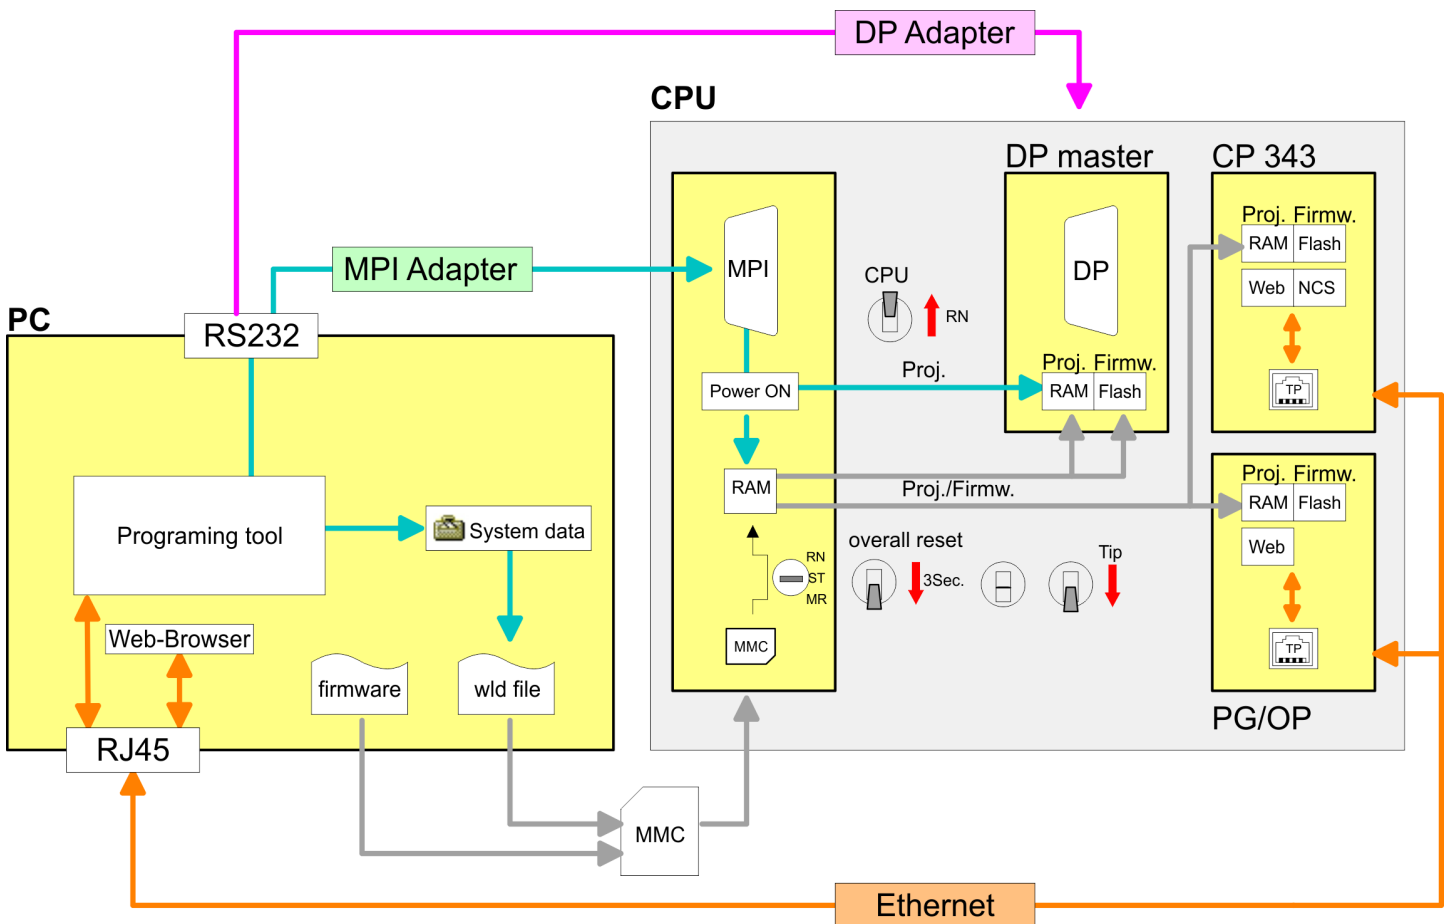 DP Adapter
CPU
DP master
CP 343
Proj. Firmw.
RAM Flash
MPI Adapter
MPI
DP
CPU
RN
Web NCS
PC
RS232
Proj.
Proj. Firmw.
Power ON
RAM Flash
TP
RAM
Proj./Firmw.
Proj. Firmw.
RAM Flash
Programing tool
System data
overall reset
Tip
Web
RN
ST
MR
3Sec.
Web-Browser
MMC
TP
firmware
wld file
PG/OP
RJ45
MMC
Ethernet